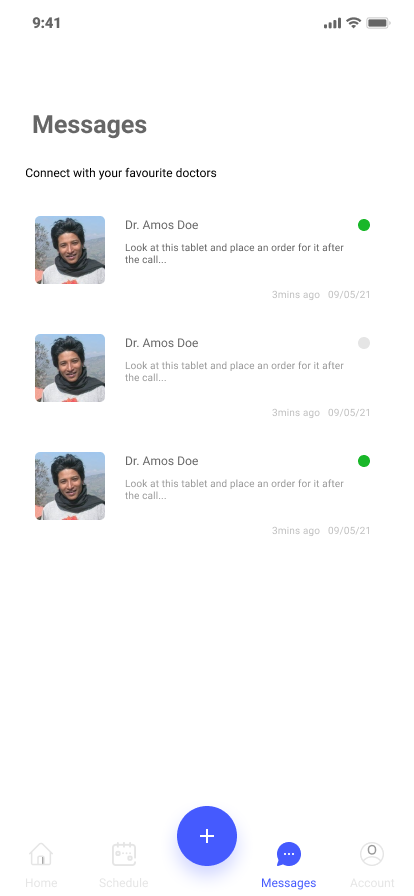 9:41
Messages
Connect with your favourite doctors
Dr. Amos Doe
Look at this tablet and place an order for it after
the call...
3mins ago 09/05/21
Dr. Amos Doe
Look at this tablet and place an order for it after
the call...
3mins ago 09/05/21
Dr. Amos Doe
Look at this tablet and place an order for it after
the call...
3mins ago 09/05/21
Home Schedule Messages Account